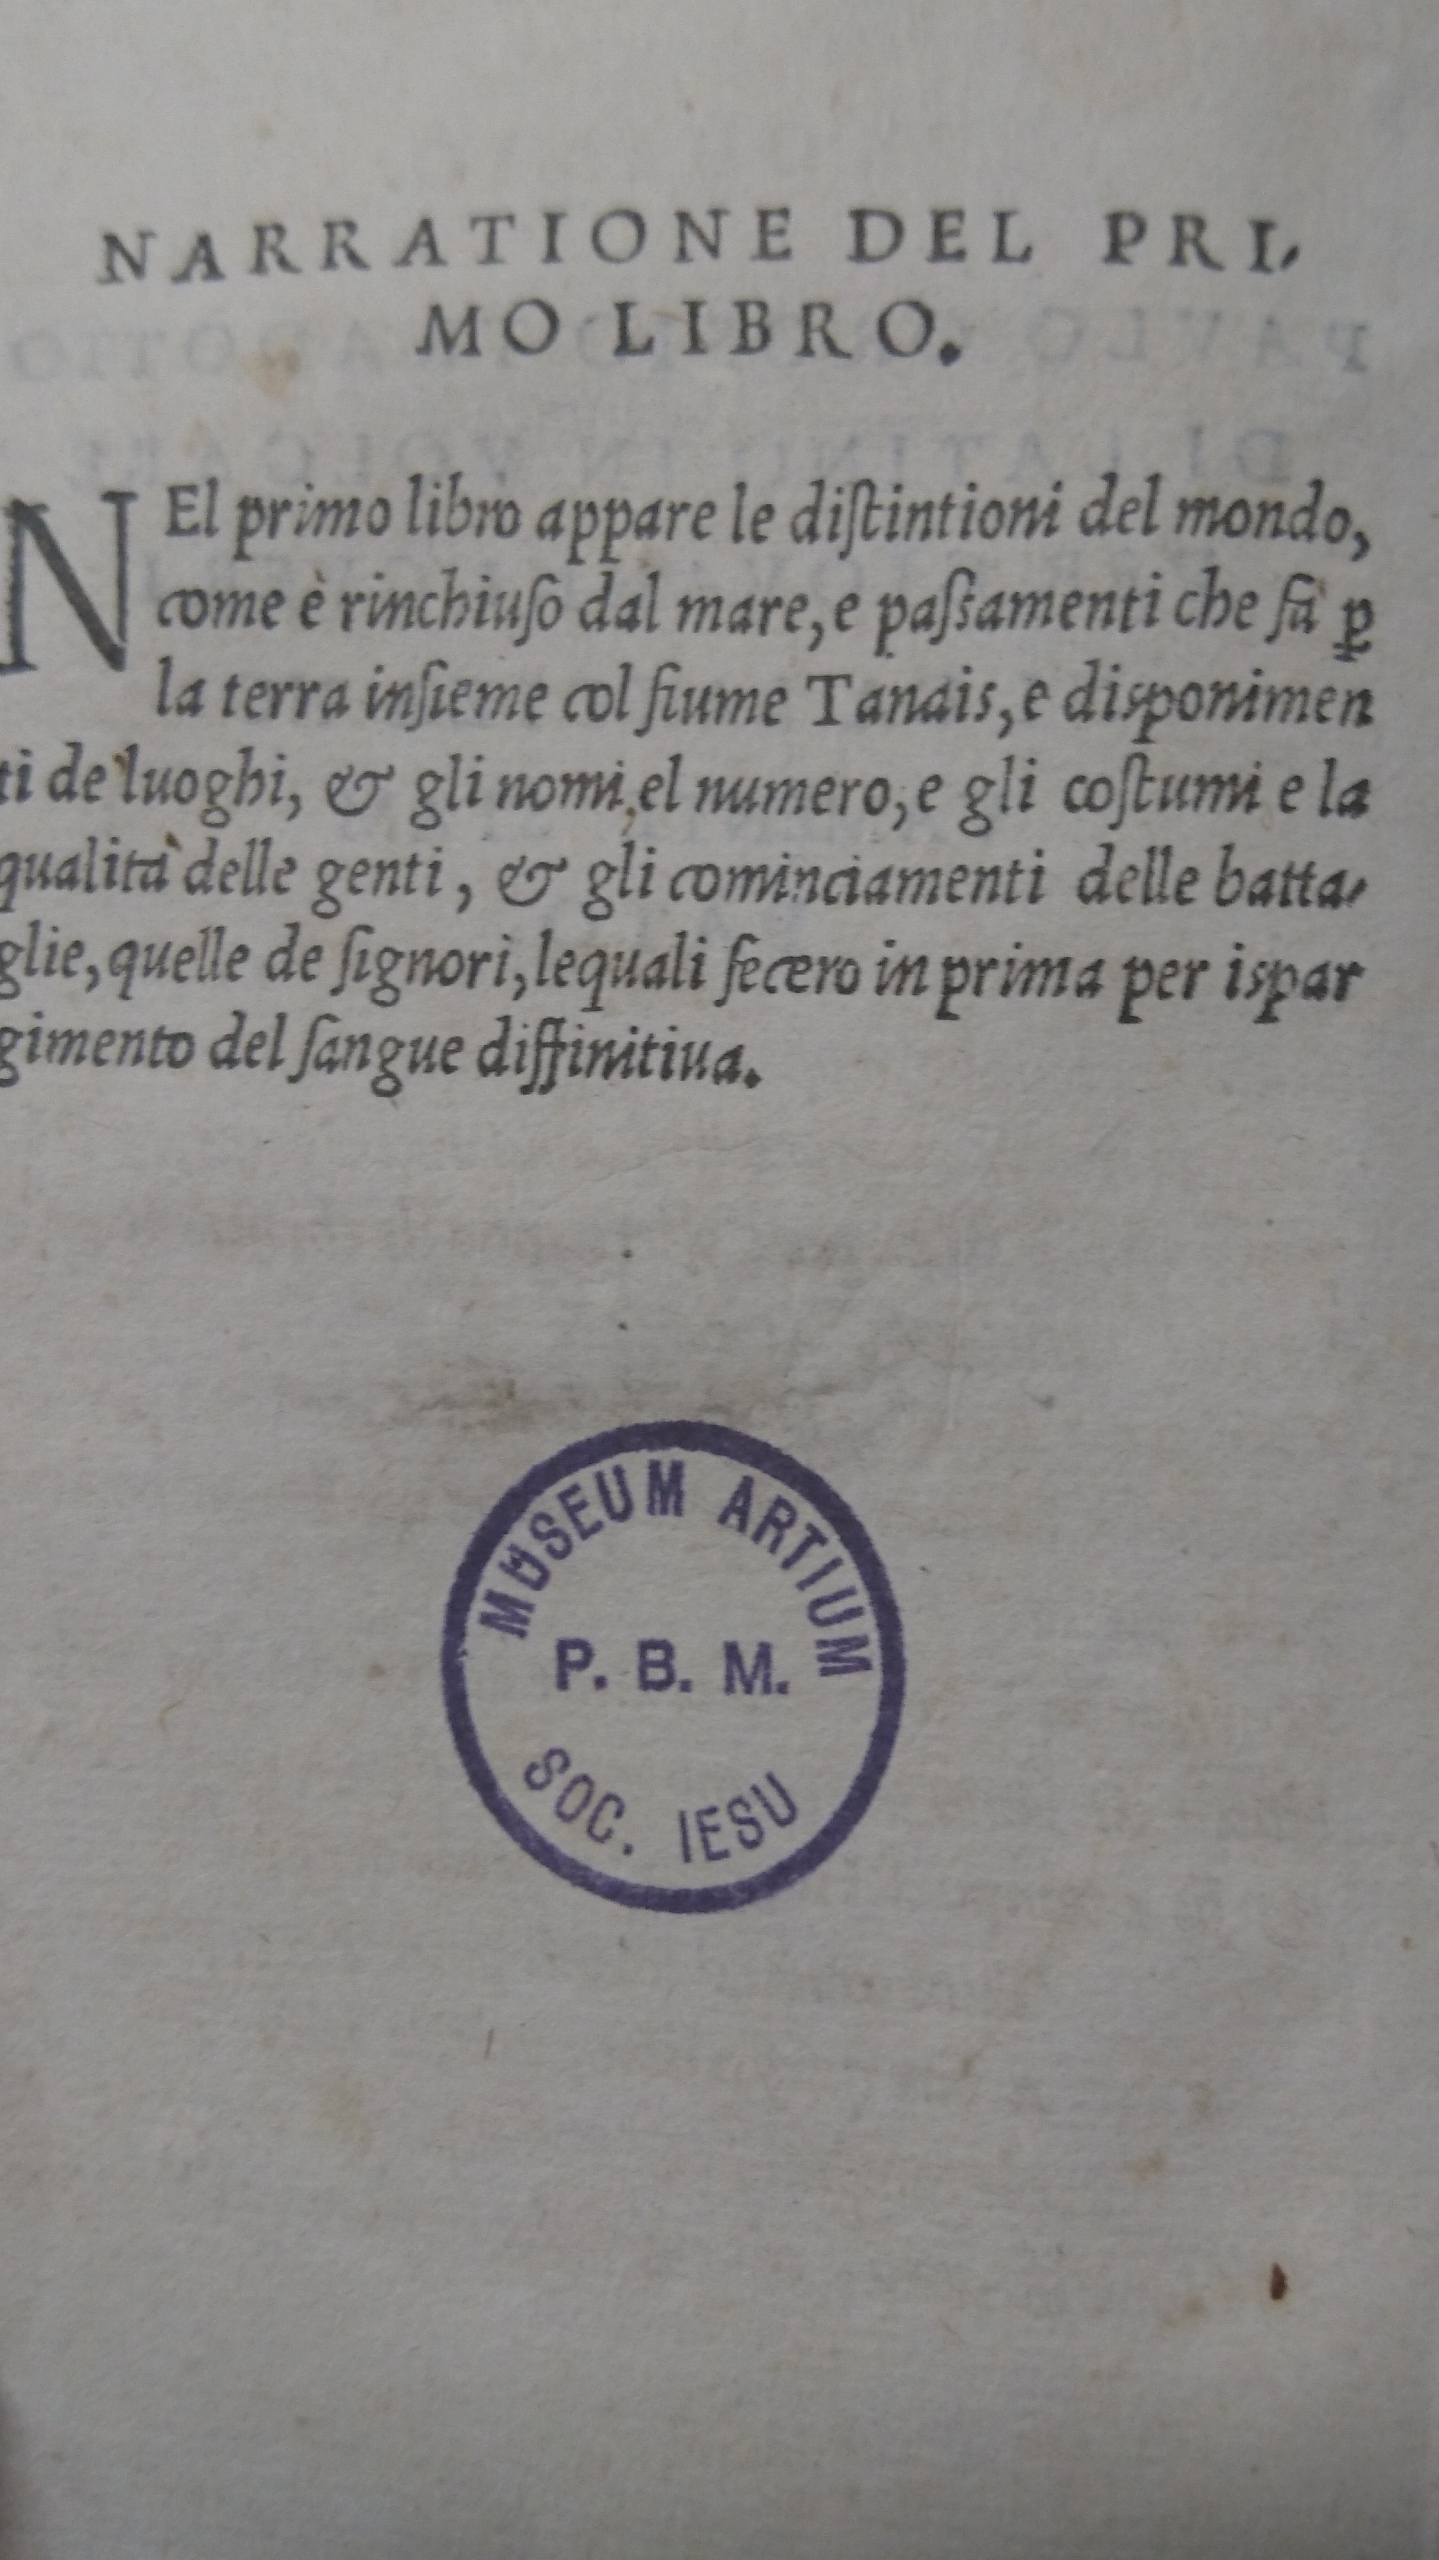 NARRATIONE DEL PRI,
MO LIBRO.
NEl primo libro appare le diſtintioni del mondo,
come è rinchiuſo dal mare, e paſſamenti che fa ꝑ
la terra inſieme col fiume Tanais, e disponimen
ti de luoghi, & gli nomi, el numero, e gli coſtumi e la
qualità delle genti, & gli cominciamenti delle batta,
glie, quelle de ſignori, lequali fecero in prima per ispar
gimento del ſangue diffinitiua.
MUSEUM ARTIUM
P. B. M.
SOC. IESU